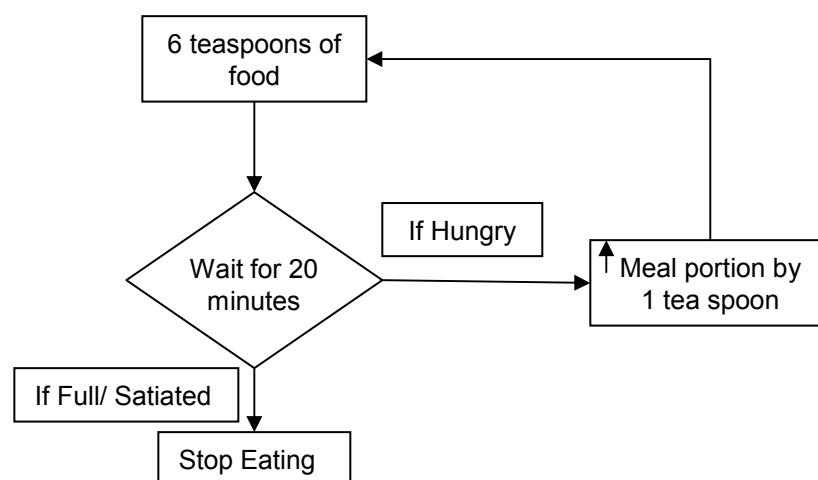 6 teaspoons of
food
If Hungry
Wait for 20
minutes
Meal portion by
1 tea spoon
If Full/ Satiated
Stop Eating